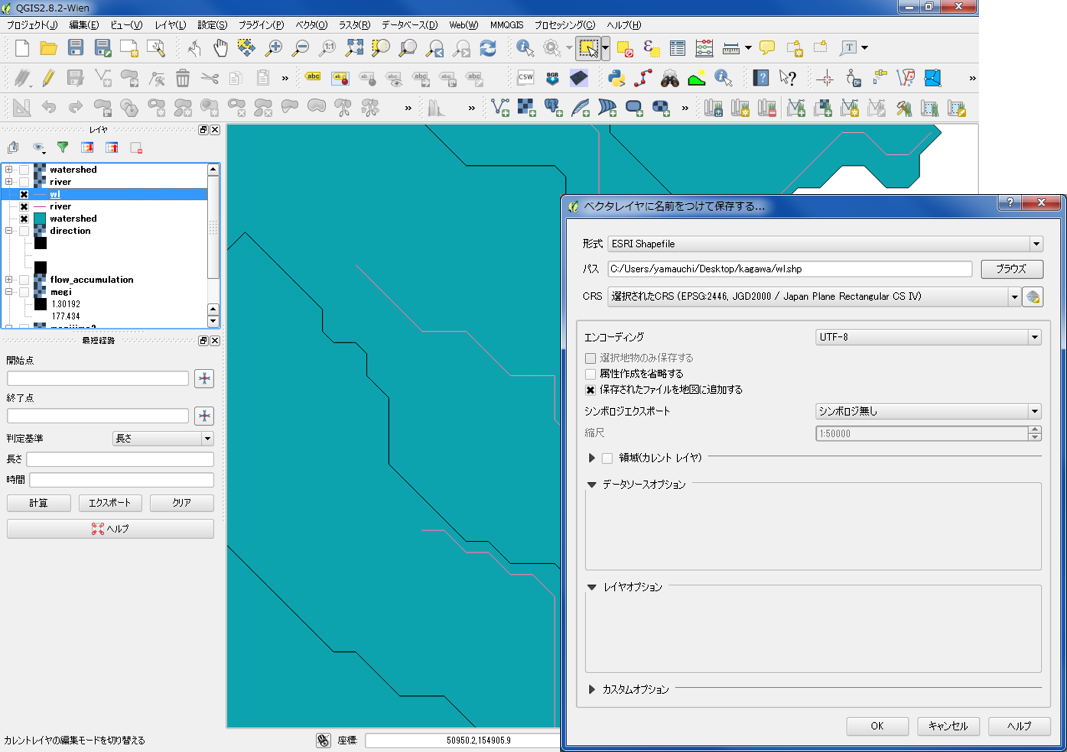 QGIS2.8.2-Wien
プロジェクト(J) 編集(E) ビュー(V) レイヤ(L) 設定(S) プラグイン(P) ベクタ(O) ラスタ(R) データベース(D) Web(W) MMQGIS プロセッシング(C) ヘルプ(H)
レイヤ
watershed
river
wl
river
watershed
direction
flow_accumulation
megi
1.30192
177.434
最短経路
開始点
終了点
判定基準 長さ
長さ
時間
計算 エクスポート クリア
ヘルプ
カレントレイヤの編集モードを切り替える
座標: 50950.2,154905.9
ベクタレイヤに名前をつけて保存する...
形式 ESRI Shapefile
パス C:/Users/yamauchi/Desktop/kagawa/wl.shp ブラウズ
CRS 選択されたCRS (EPSG:2446, JGD2000 / Japan Plane Rectangular CS IV)
エンコーディング UTF-8
選択地物のみ保存する
属性作成を省略する
保存されたファイルを地図に追加する
シンボロジエクスポート シンボロジ無し
縮尺 1:50000
領域(カレント レイヤ)
データソースオプション
レイヤオプション
カスタムオプション
OK キャンセル ヘルプ